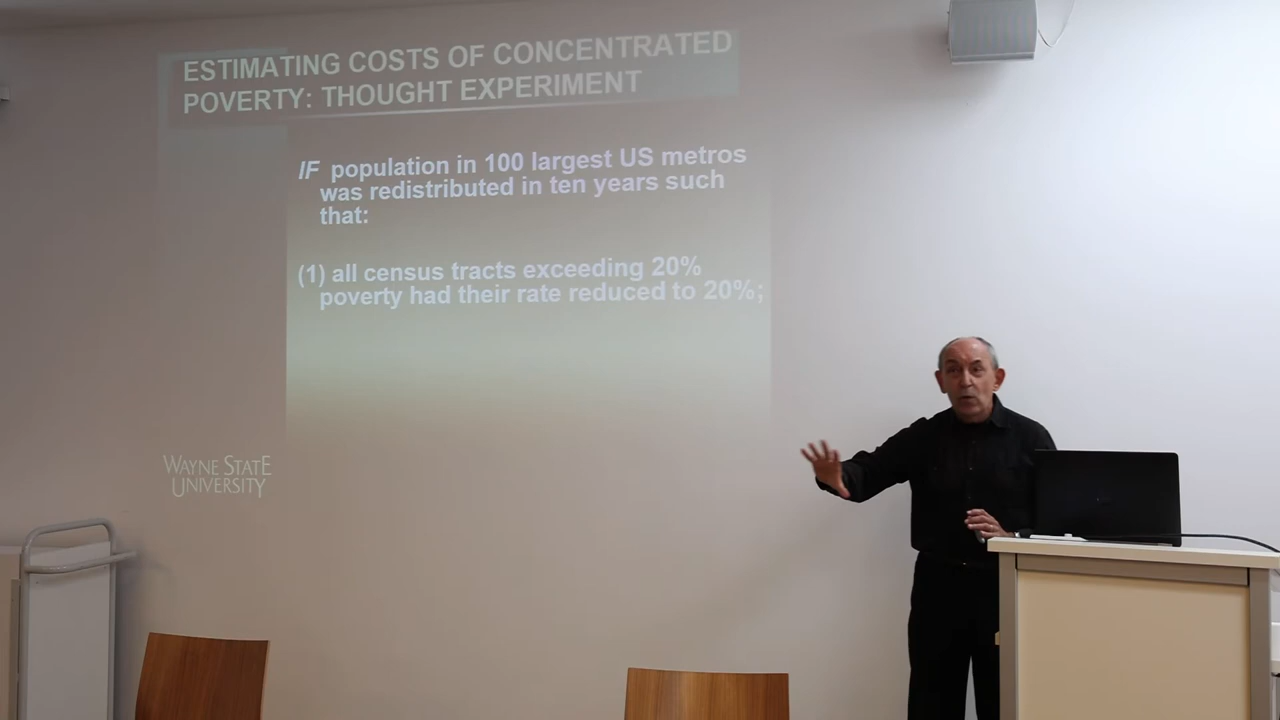 ESTIMATING COSTS OF CONCENTRATED
POVERTY: THOUGHT EXPERIMENT
IF population in 100 largest US metros
was redistributed in ten years such
that:
(1) all census tracts exceeding 20%
poverty had their rate reduced to 20%;
WAYNE STATE
UNIVERSITY